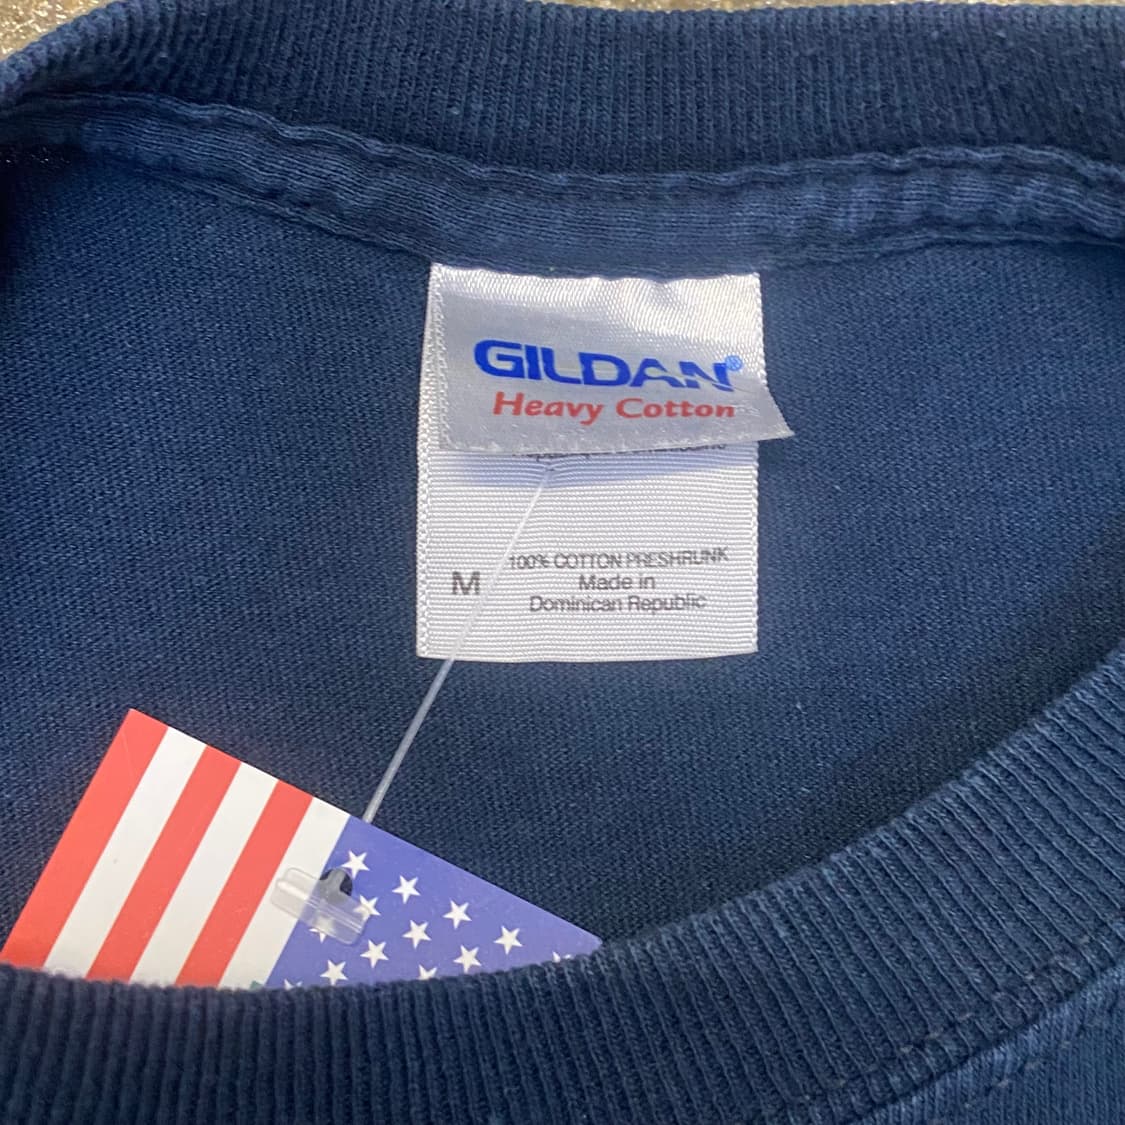 GILDAN®
Heavy Cotton
M
100% COTTON PRESHRUNK
Made in
Dominican Republic